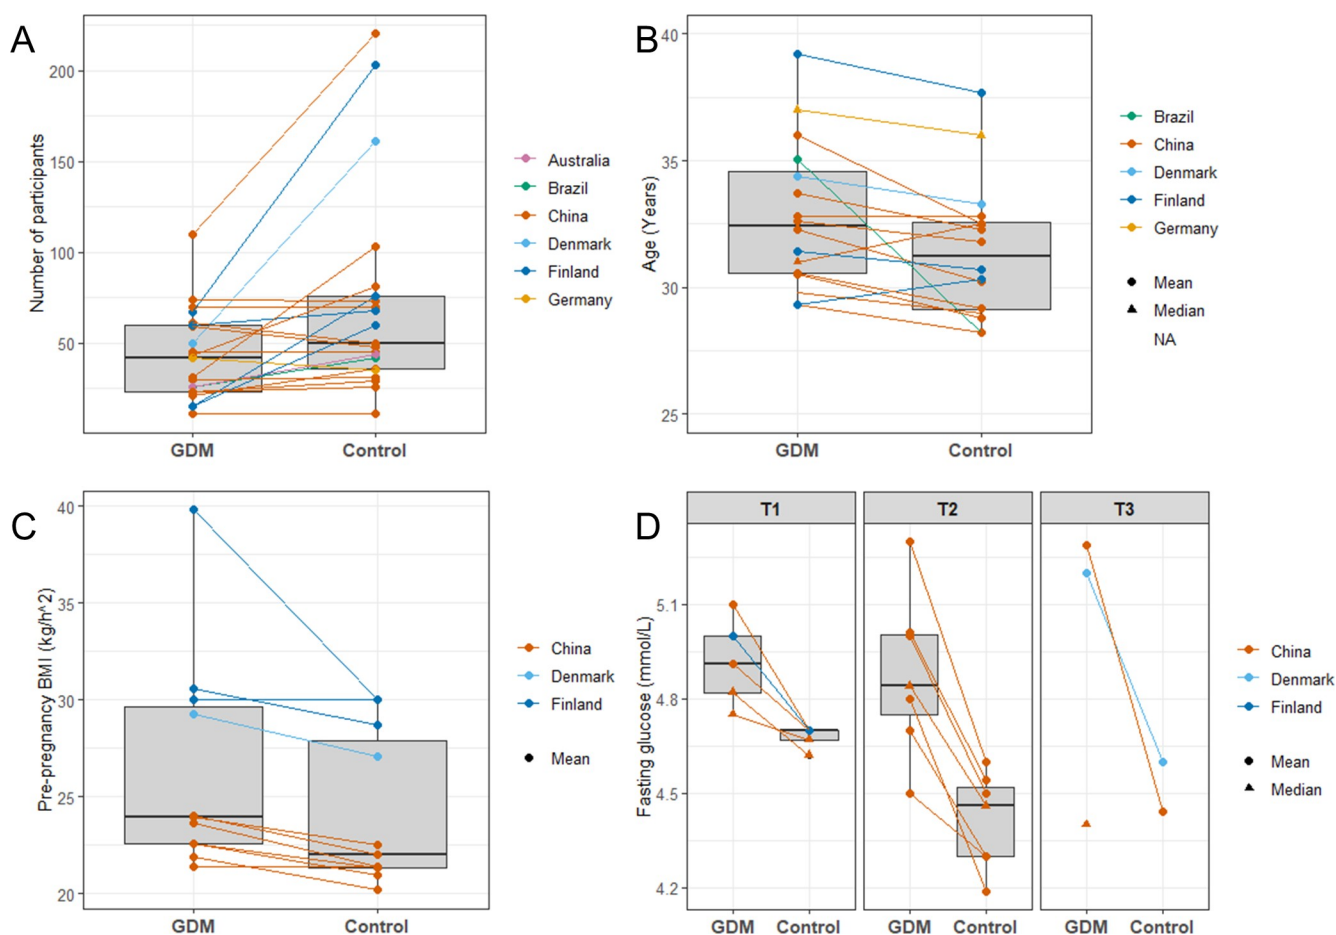 A
Number of participants
200
150
100
50
GDM
Control
Australia
Brazil
China
Denmark
Finland
Germany
B
Age (Years)
40
35
30
25
GDM
Control
Brazil
China
Denmark
Finland
Germany
Mean
Median
NA
C
Pre-pregnancy BMI (kg/h^2)
40
35
30
25
20
GDM
Control
China
Denmark
Finland
Mean
D
T1
T2
T3
Fasting glucose (mmol/L)
5.1
4.8
4.5
4.2
GDM Control
GDM Control
GDM Control
China
Denmark
Finland
Mean
Median